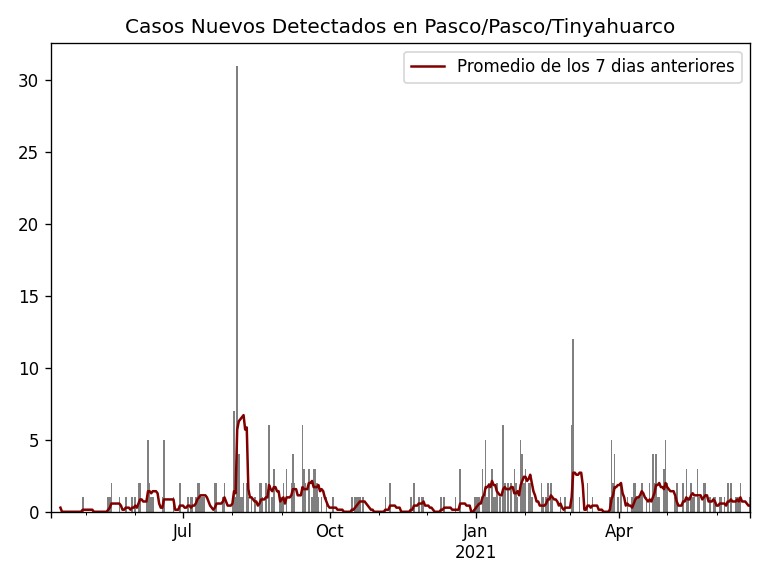 Casos Nuevos Detectados en Pasco/Pasco/Tinyahuarco
Promedio de los 7 dias anteriores
30
25
20
15
10
5
0
Jul
Oct
Jan
2021
Apr